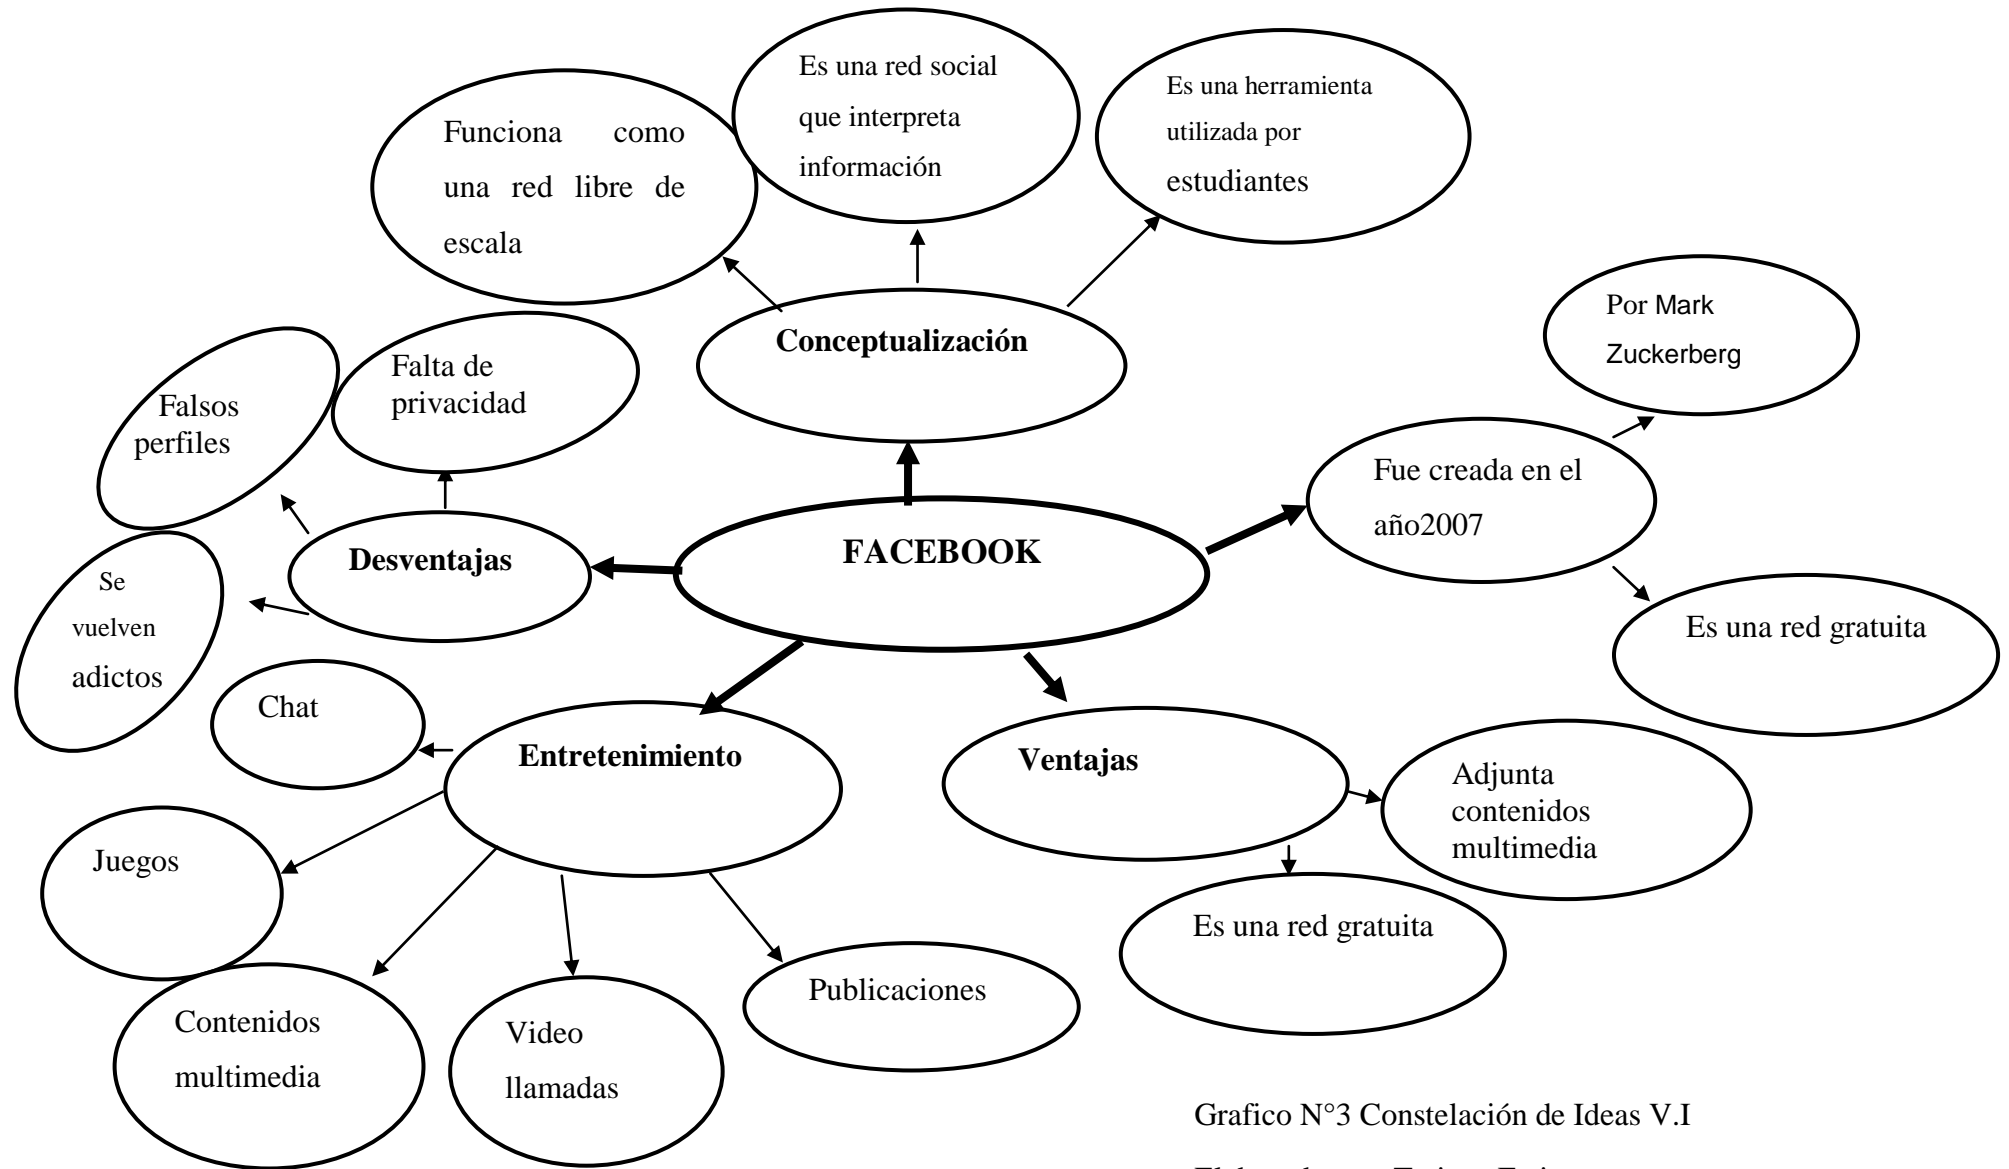 Es una red social
que interpreta
información
Es una herramienta
utilizada por
estudiantes
Funciona como
una red libre de
escala
Por Mark
Zuckerberg
Conceptualización
Falta de
privacidad
Falsos
perfiles
Fue creada en el
año2007
FACEBOOK
Desventajas
Se
vuelven
adictos
Es una red gratuita
Chat
Entretenimiento
Ventajas
Adjunta
contenidos
multimedia
Juegos
Es una red gratuita
Publicaciones
Contenidos
multimedia
Video
llamadas
Grafico N°3 Constelación de Ideas V.I